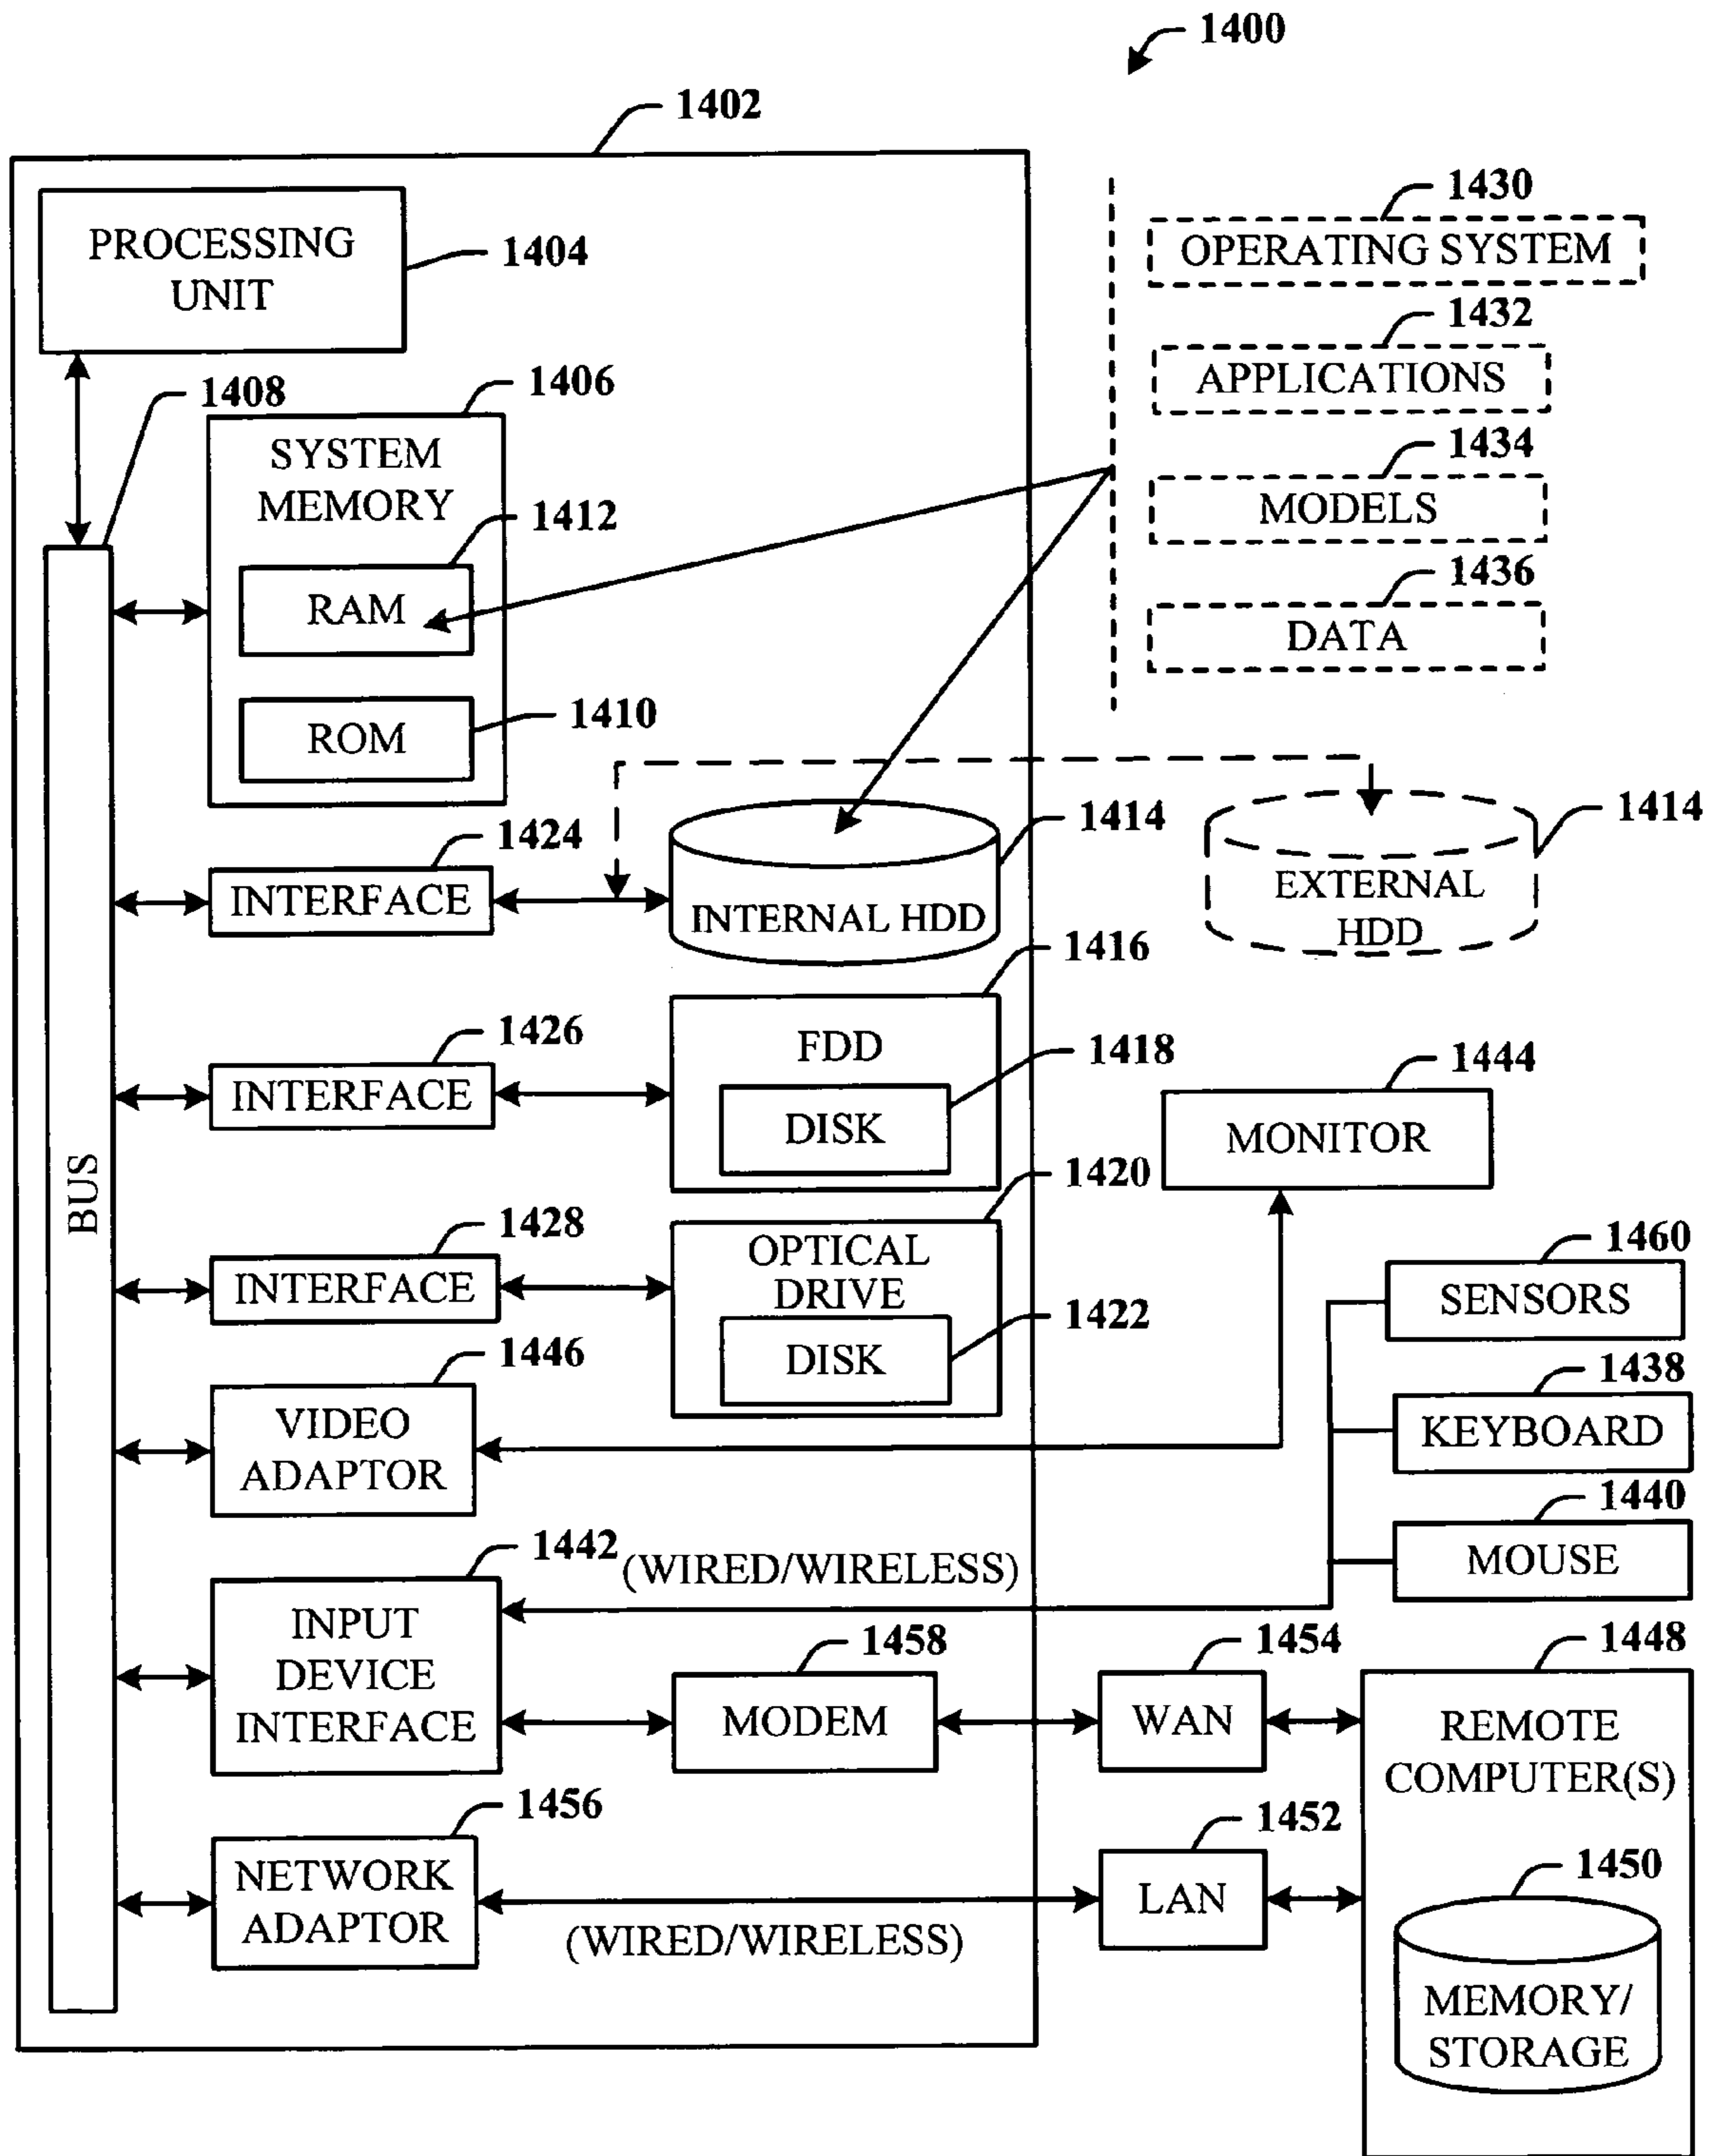 1400
1402
PROCESSING
UNIT
1404
1430
OPERATING SYSTEM
1432
APPLICATIONS
1434
MODELS
1436
DATA
1408
1406
SYSTEM
MEMORY
1412
RAM
1410
ROM
1424
INTERFACE
1414
INTERNAL HDD
1414
EXTERNAL
HDD
1426
INTERFACE
1416
FDD
1418
DISK
1444
MONITOR
BUS
1428
INTERFACE
1420
OPTICAL
DRIVE
1422
DISK
1460
SENSORS
1438
KEYBOARD
1440
MOUSE
1446
VIDEO
ADAPTOR
1442
(WIRED/WIRELESS)
INPUT
DEVICE
INTERFACE
1458
MODEM
1454
WAN
1448
REMOTE
COMPUTER(S)
1456
NETWORK
ADAPTOR
(WIRED/WIRELESS)
1452
LAN
1450
MEMORY/
STORAGE